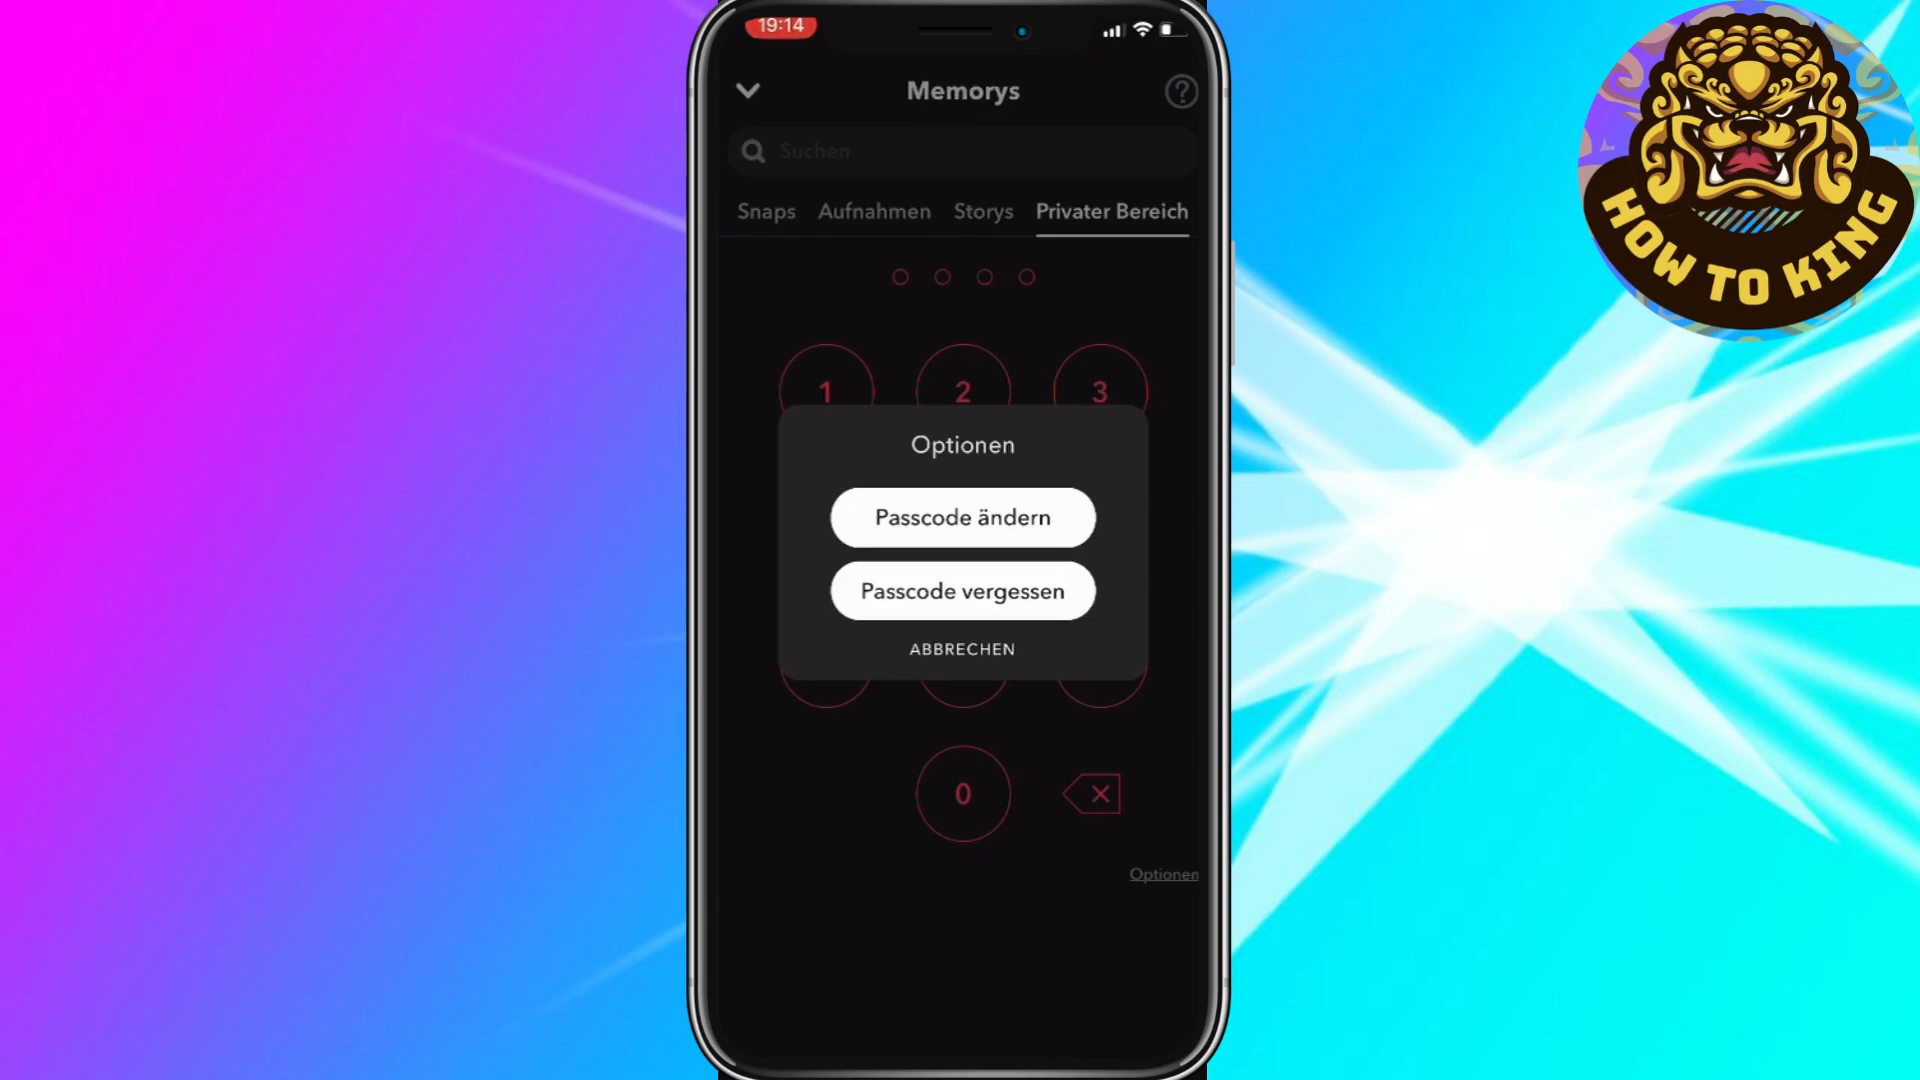 19:14
Memorys
Suchen
Snaps Aufnahmen Storys Privater Bereich
1 2 3
Optionen
Passcode ändern
Passcode vergessen
ABBRECHEN
0
Optionen
HOW TO KING